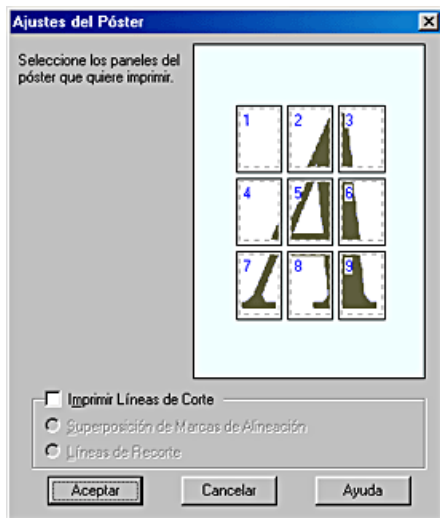 Ajustes del Póster
Seleccione los paneles del
póster que quiere imprimir.
1 2 3
4 5 6
7 8 9
Imprimir Líneas de Corte
Superposición de Marcas de Alineación
Líneas de Recorte
Aceptar Cancelar Ayuda